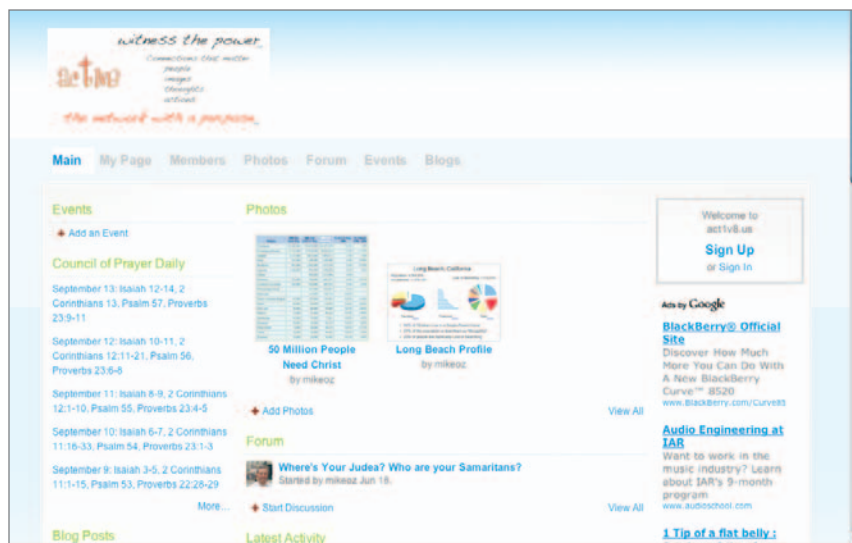 witness the power
Connections that matter
people
images
thoughts
actions
the network with a purpose
Main My Page Members Photos Forum Events Blogs
Events
Add an Event
Council of Prayer Daily
September 13: Isaiah 12-14, 2
Corinthians 13, Psalm 57, Proverbs
23:9-11
September 12: Isaiah 10-11, 2
Corinthians 12:11-21, Psalm 56,
Proverbs 23:6-8
September 11: Isaiah 8-9, 2 Corinthians
12:1-10, Psalm 55, Proverbs 23:4-5
September 10: Isaiah 6-7, 2 Corinthians
11:16-33, Psalm 54, Proverbs 23:1-3
September 9: Isaiah 3-5, 2 Corinthians
11:1-15, Psalm 53, Proverbs 22:28-29
More...
Blog Posts
Photos
Long Beach, California
50 Million People
Need Christ
by mikeoz
Long Beach Profile
by mikeoz
Add Photos
View All
Forum
Where's Your Judea? Who are your Samaritans?
Started by mikeoz Jun 18.
Start Discussion
View All
Latest Activity
Welcome to
act1v8.us
Sign Up
or Sign In
Ads by Google
BlackBerry® Official
Site
Discover How Much
More You Can Do With
A New BlackBerry
Curve™ 8520
www.BlackBerry.com/Curve85
Audio Engineering at
IAR
Want to work in the
music industry? Learn
about IAR's 9-month
program
www.audioschool.com
1 Tip of a flat belly :